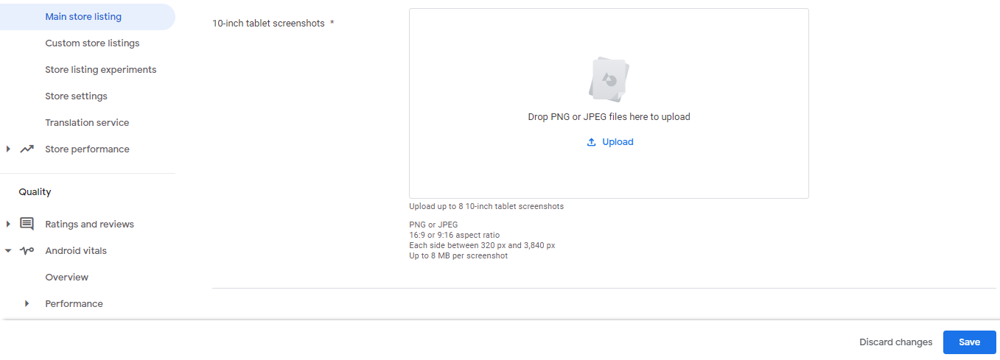 Main store listing
Custom store listings
Store listing experiments
Store settings
Translation service
Store performance
Quality
Ratings and reviews
Android vitals
Overview
Performance
10-inch tablet screenshots *
Drop PNG or JPEG files here to upload
Upload
Upload up to 8 10-inch tablet screenshots
PNG or JPEG
16:9 or 9:16 aspect ratio
Each side between 320 px and 3,840 px
Up to 8 MB per screenshot
Discard changes
Save